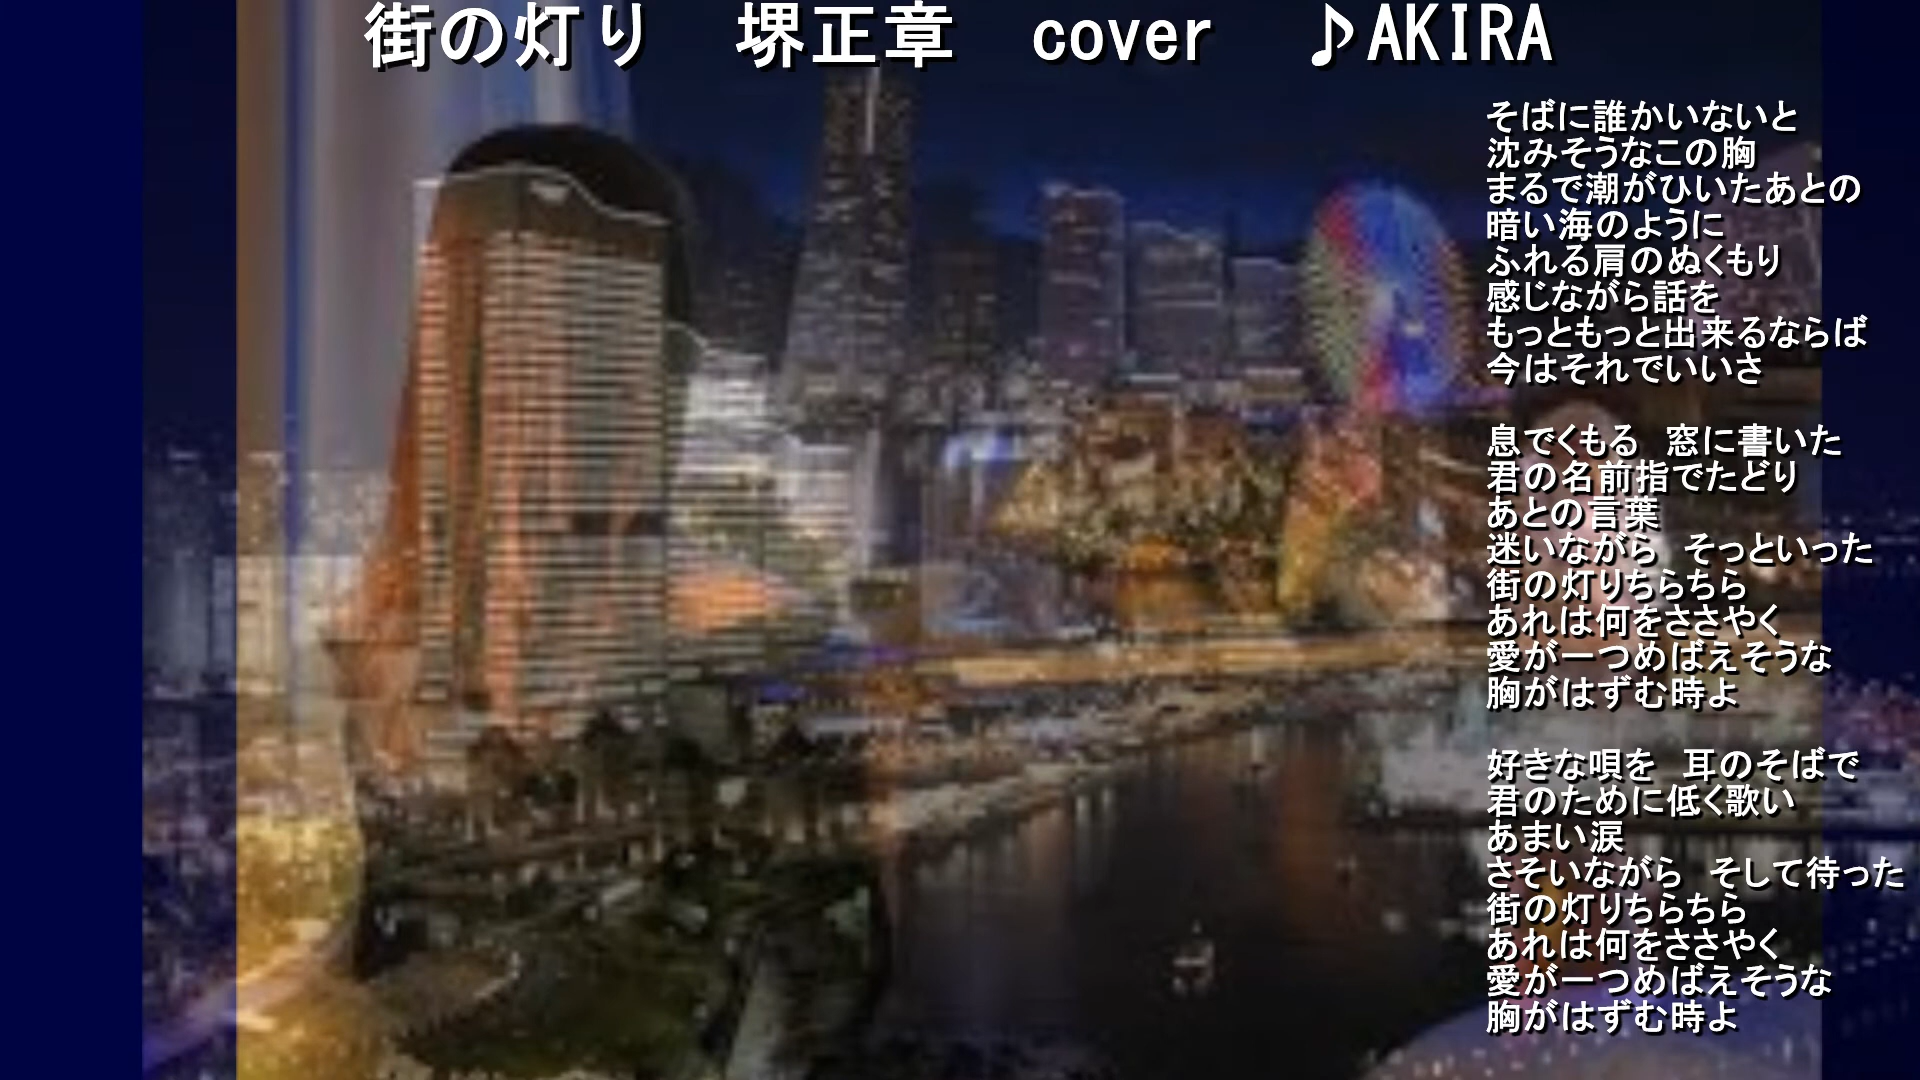 街の灯り　堺正章　cover　♪AKIRA
そばに誰かいないと
沈みそうなこの胸
まるで潮がひいたあとの
暗い海のように
ふれる肩のぬくもり
感じながら話を
もっともっと出来るならば
今はそれでいいさ
息でくもる　窓に書いた
君の名前指でたどり
あとの言葉
迷いながら　そっといった
街の灯りちらちら
あれは何をささやく
愛が一つめばえそうな
胸がはずむ時よ
好きな唄を　耳のそばで
君のために低く歌い
あまい涙
さそいながら　そして待った
街の灯りちらちら
あれは何をささやく
愛が一つめばえそうな
胸がはずむ時よ